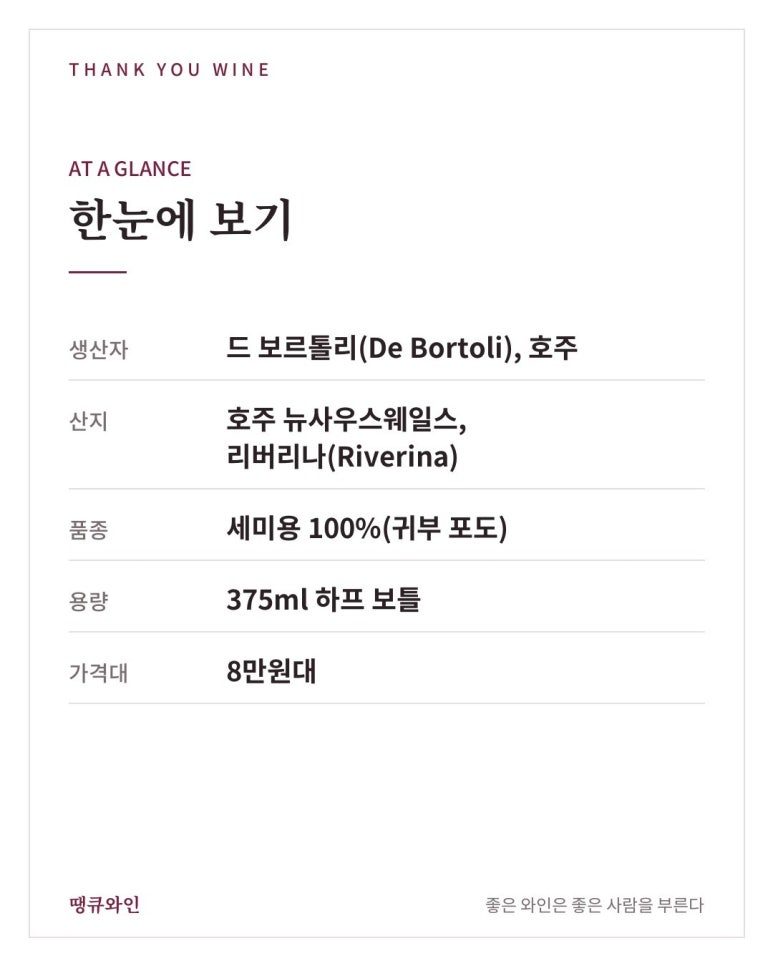 THANK YOU WINE
AT A GLANCE
한눈에 보기
생산자 드 보르톨리(De Bortoli), 호주
산지 호주 뉴사우스웨일스,
리버리나(Riverina)
품종 세미용 100%(귀부 포도)
용량 375ml 하프 보틀
가격대 8만원대
땡큐와인 좋은 와인은 좋은 사람을 부른다